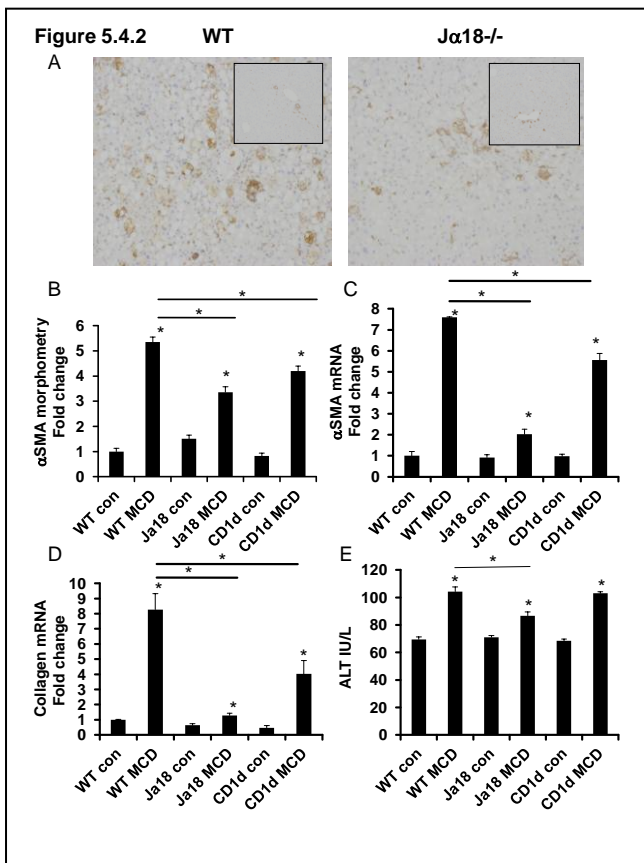 Figure 5.4.2 WT Jα18-/-
A
B
*
*
αSMA morphometry
Fold change
6
5
4
3
2
1
0
*
*
*
WT con
WT MCD
Ja18 con
Ja18 MCD
CD1d con
CD1d MCD
C
*
*
αSMA mRNA
Fold change
8
7
6
5
4
3
2
1
0
*
*
*
WT con
WT MCD
Ja18 con
Ja18 MCD
CD1d con
CD1d MCD
D
*
*
Collagen mRNA
Fold change
10
9
8
7
6
5
4
3
2
1
0
*
*
*
WT con
WT MCD
Ja18 con
Ja18 MCD
CD1d con
CD1d MCD
E
*
ALT IU/L
120
100
80
60
40
20
0
*
*
*
WT con
WT MCD
Ja18 con
Ja18 MCD
CD1d con
CD1d MCD